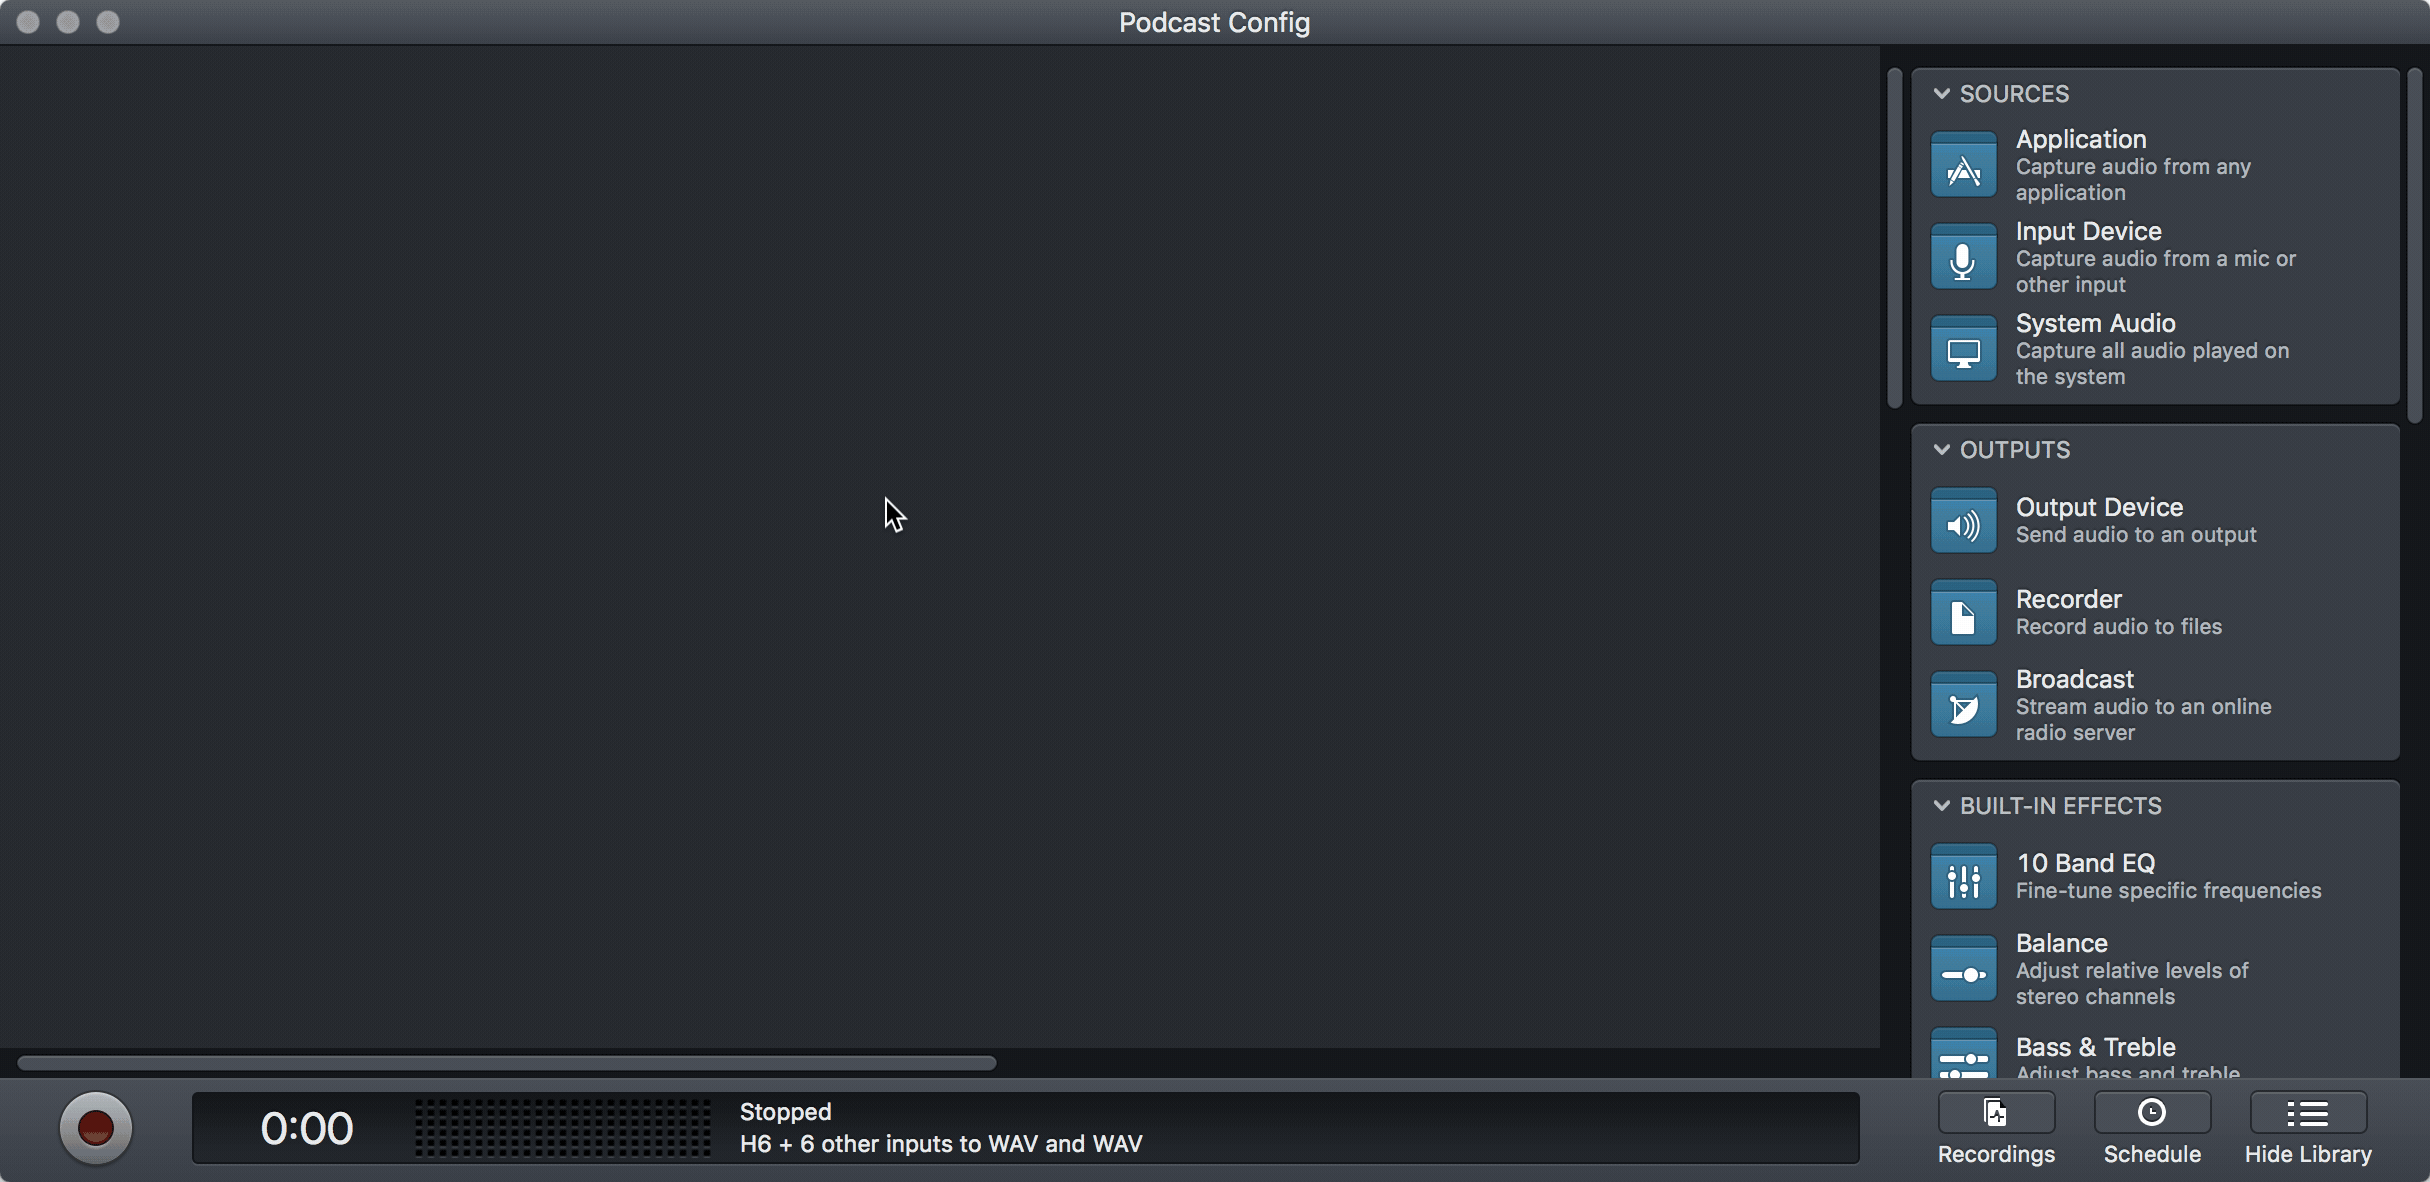 Podcast Config
SOURCES
Application
Capture audio from any
application
Input Device
Capture audio from a mic or
other input
System Audio
Capture all audio played on
the system
OUTPUTS
Output Device
Send audio to an output
Recorder
Record audio to files
Broadcast
Stream audio to an online
radio server
BUILT-IN EFFECTS
10 Band EQ
Fine-tune specific frequencies
Balance
Adjust relative levels of
stereo channels
Bass & Treble
Adjust bass and treble
0:00
Stopped
H6 + 6 other inputs to WAV and WAV
Recordings
Schedule
Hide Library